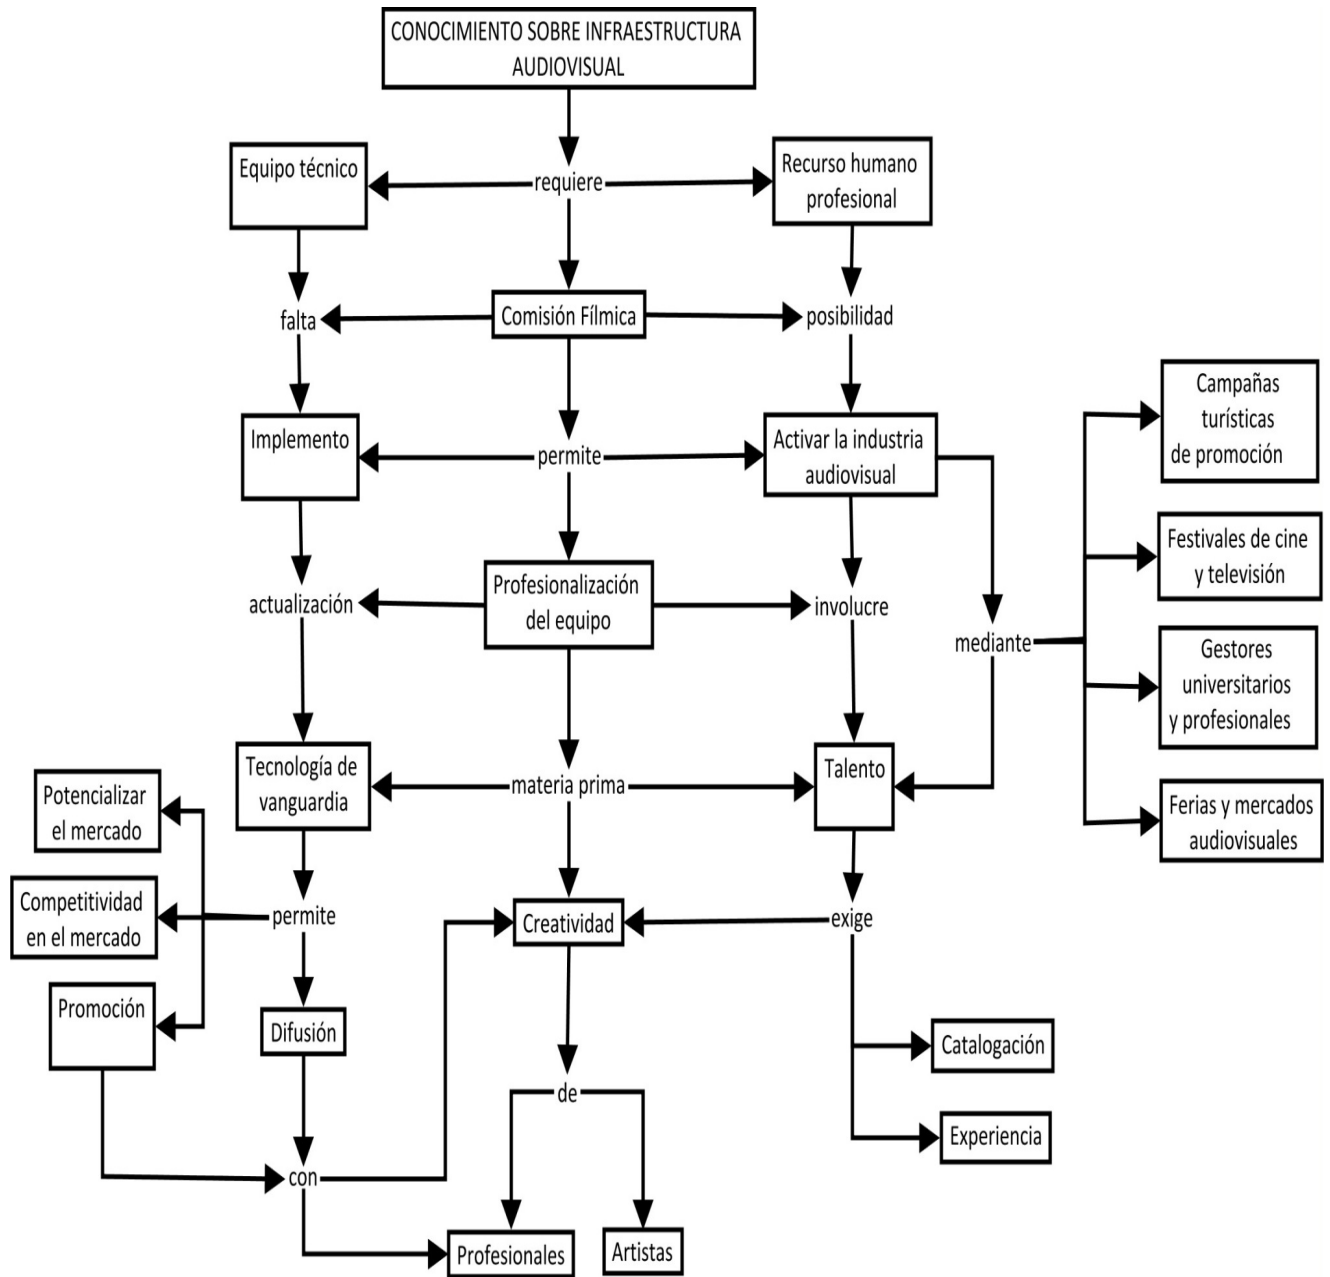 CONOCIMIENTO SOBRE INFRAESTRUCTURA
AUDIOVISUAL
Equipo técnico
requiere
Recurso humano
profesional
falta
Comisión Fílmica
posibilidad
Implemento
permite
Activar la industria
audiovisual
Campañas
turísticas
de promoción
Festivales de cine
y televisión
actualización
Profesionalización
del equipo
involucre
mediante
Gestores
universitarios
y profesionales
Tecnología de
vanguardia
materia prima
Talento
Potencializar
el mercado
Ferias y mercados
audiovisuales
Competitividad
en el mercado
permite
Creatividad
exige
Promoción
Difusión
Catalogación
de
Experiencia
con
Profesionales
Artistas